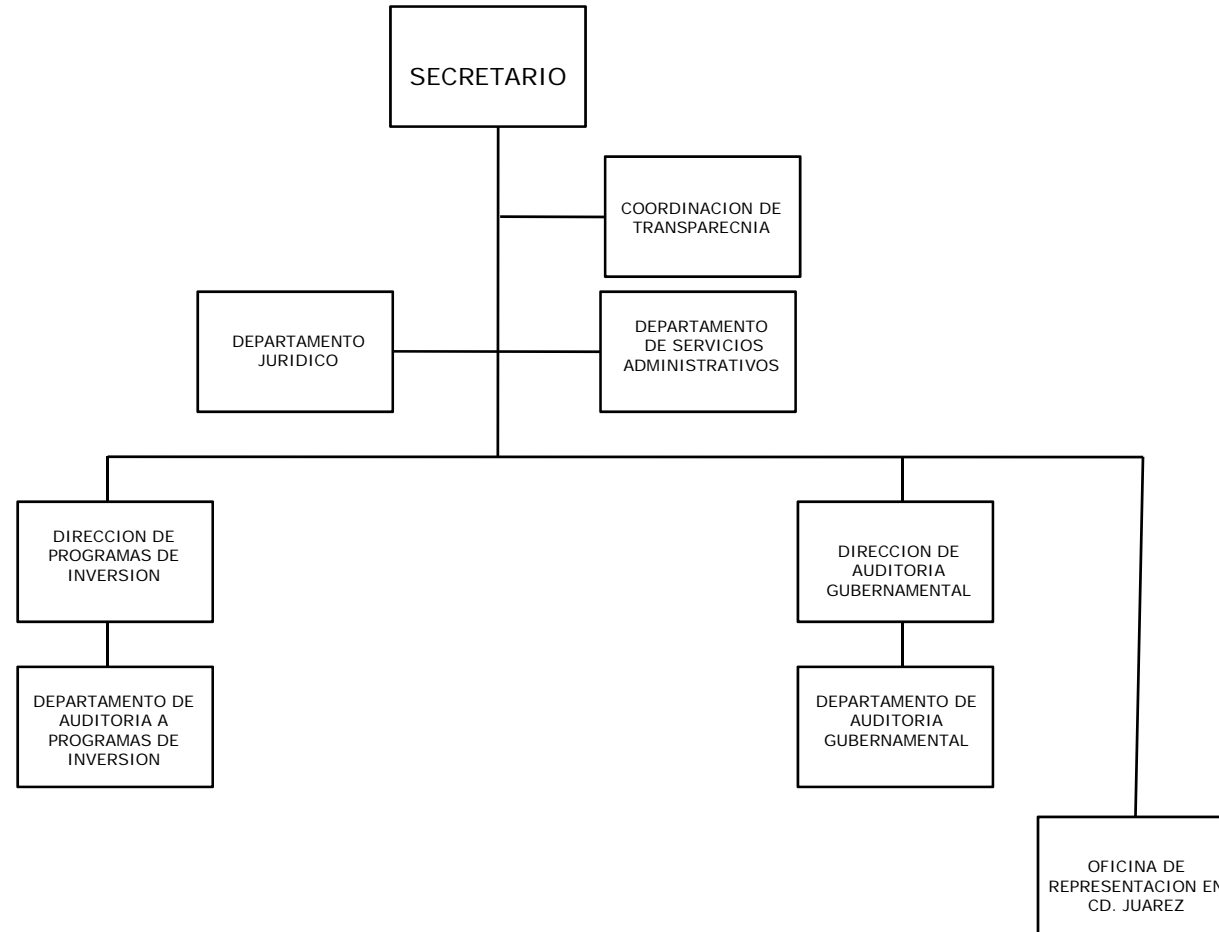 SECRETARIO
COORDINACION DE
TRANSPARECNIA
DEPARTAMENTO
JURIDICO
DEPARTAMENTO
DE SERVICIOS
ADMINISTRATIVOS
DIRECCION DE
PROGRAMAS DE
INVERSION
DIRECCION DE
AUDITORIA
GUBERNAMENTAL
DEPARTAMENTO DE
AUDITORIA A
PROGRAMAS DE
INVERSION
DEPARTAMENTO DE
AUDITORIA
GUBERNAMENTAL
OFICINA DE
REPRESENTACION EN
CD. JUAREZ